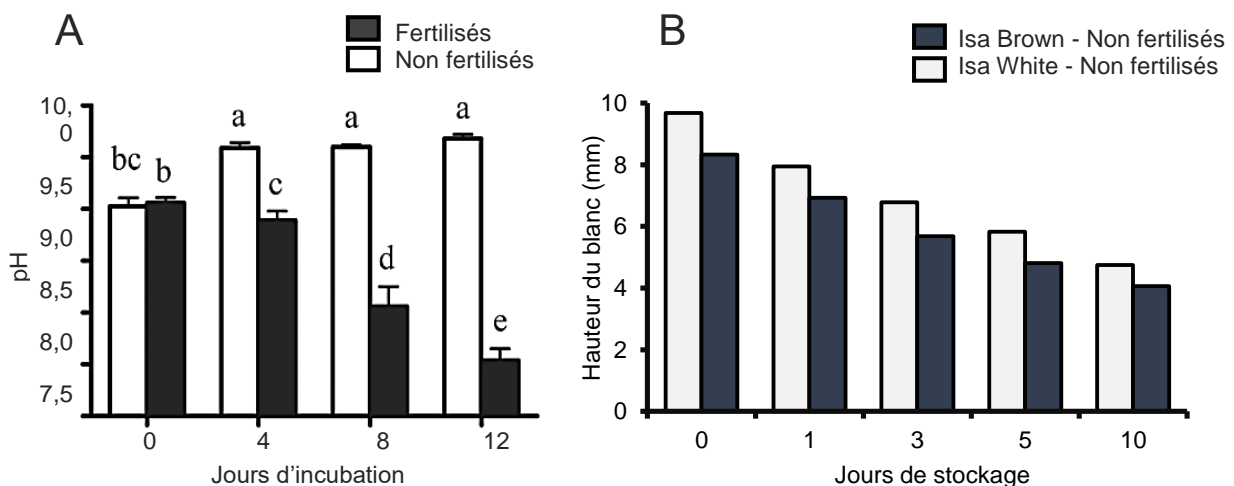 A
Fertilisés
Non fertilisés
10,
0
9,5
9,0
8,5
8,0
7,5
pH
bc
b
a
c
a
d
a
e
0 4 8 12
Jours d’incubation
B
Isa Brown - Non fertilisés
Isa White - Non fertilisés
10
8
6
4
2
0
Hauteur du blanc (mm)
0 1 3 5 10
Jours de stockage